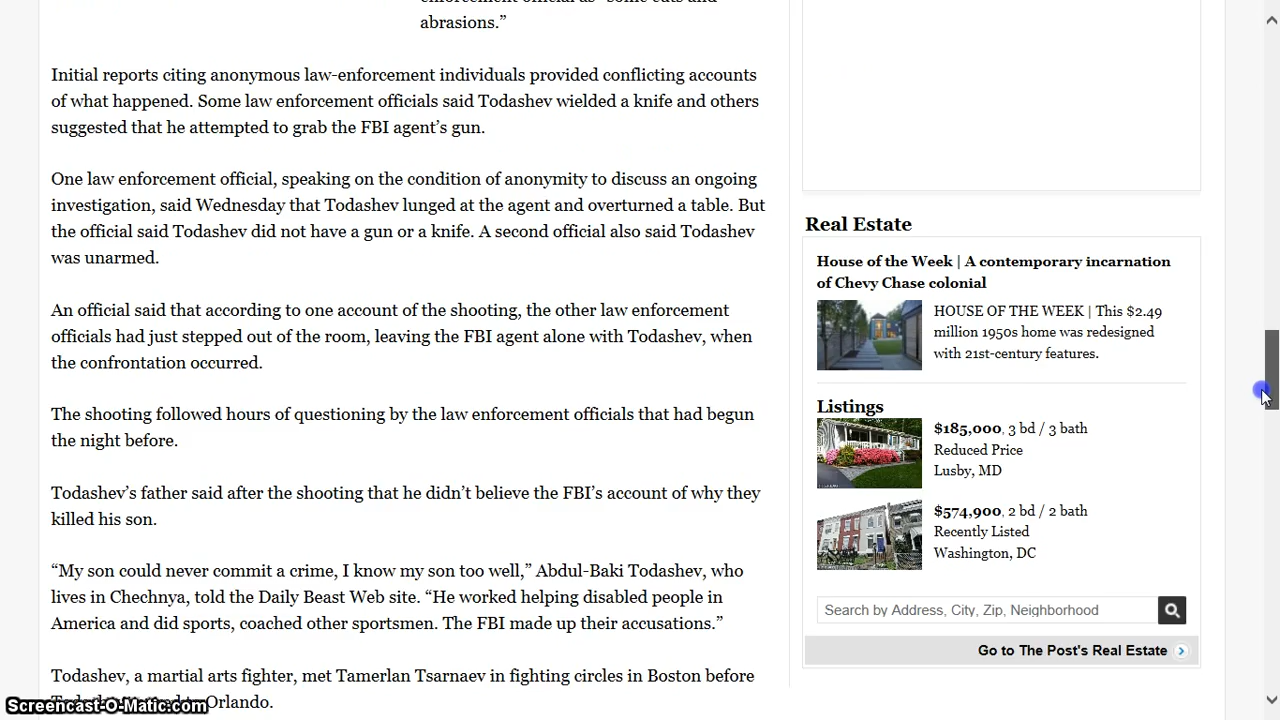 abrasions.”
Initial reports citing anonymous law-enforcement individuals provided conflicting accounts
of what happened. Some law enforcement officials said Todashev wielded a knife and others
suggested that he attempted to grab the FBI agent’s gun.
One law enforcement official, speaking on the condition of anonymity to discuss an ongoing
investigation, said Wednesday that Todashev lunged at the agent and overturned a table. But
the official said Todashev did not have a gun or a knife. A second official also said Todashev
was unarmed.
An official said that according to one account of the shooting, the other law enforcement
officials had just stepped out of the room, leaving the FBI agent alone with Todashev, when
the confrontation occurred.
The shooting followed hours of questioning by the law enforcement officials that had begun
the night before.
Todashev’s father said after the shooting that he didn’t believe the FBI’s account of why they
killed his son.
“My son could never commit a crime, I know my son too well,” Abdul-Baki Todashev, who
lives in Chechnya, told the Daily Beast Web site. “He worked helping disabled people in
America and did sports, coached other sportsmen. The FBI made up their accusations.”
Todashev, a martial arts fighter, met Tamerlan Tsarnaev in fighting circles in Boston before
Orlando.
Real Estate
House of the Week | A contemporary incarnation
of Chevy Chase colonial
HOUSE OF THE WEEK | This $2.49
million 1950s home was redesigned
with 21st-century features.
Listings
$185,000, 3 bd / 3 bath
Reduced Price
Lusby, MD
$574,900, 2 bd / 2 bath
Recently Listed
Washington, DC
Search by Address, City, Zip, Neighborhood
Go to The Post's Real Estate
Screencast-O-Matic.com